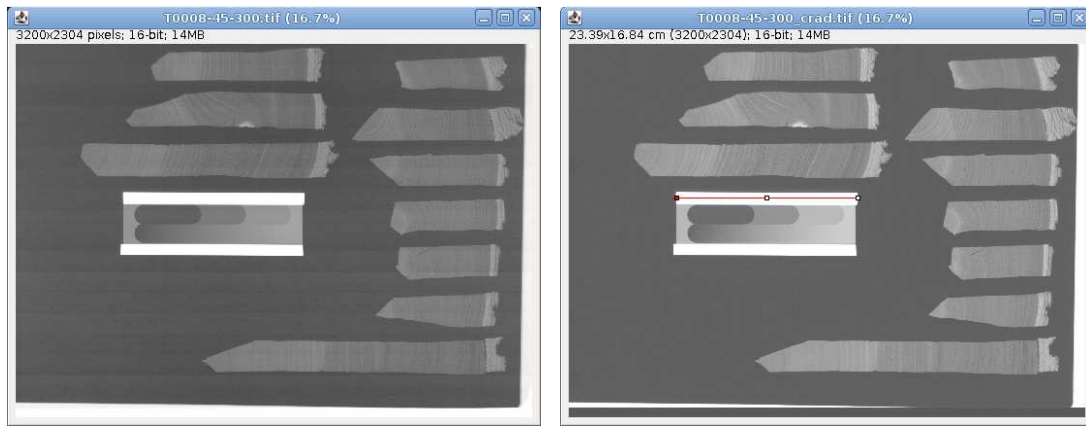 T0008-45-300.tif (16.7%)
3200x2304 pixels; 16-bit; 14MB
T0008-45-300_crad.tif (16.7%)
23.39x16.84 cm (3200x2304); 16-bit; 14MB